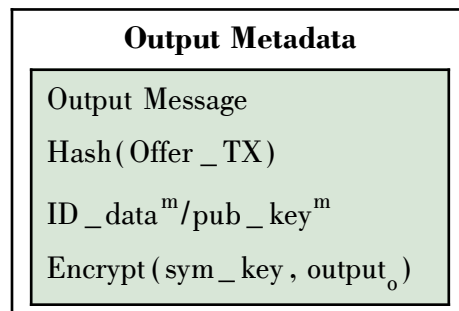 Output Metadata
Output Message
Hash(Offer_TX)
ID_data^m/pub_key^m
Encrypt(sym_key, output_o)